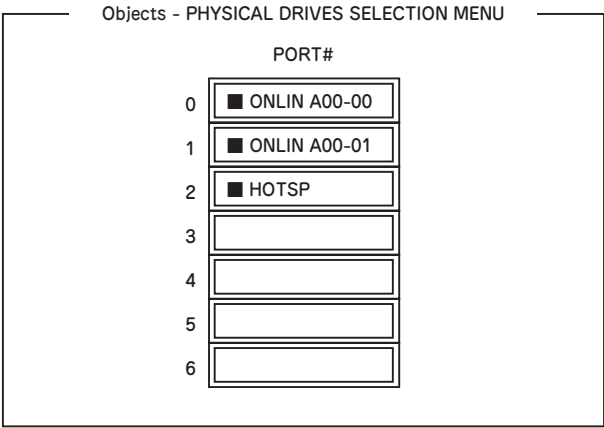 Objects - PHYSICAL DRIVES SELECTION MENU
PORT#
0 ■ ONLIN A00-00
1 ■ ONLIN A00-01
2 ■ HOTSP
3
4
5
6